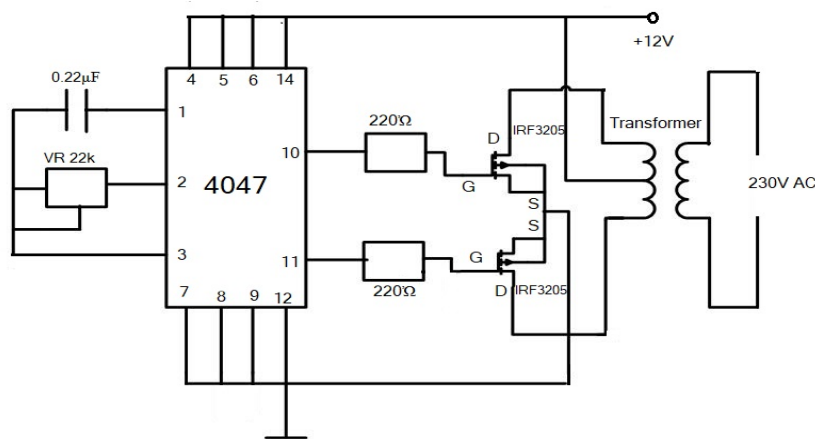 +12V
4 5 6 14
0.22µF
1
VR 22k
2
3
4047
10
11
7 8 9 12
220Ω
220Ω
D
IRF3205
G
S
S
G
D
IRF3205
Transformer
230V AC